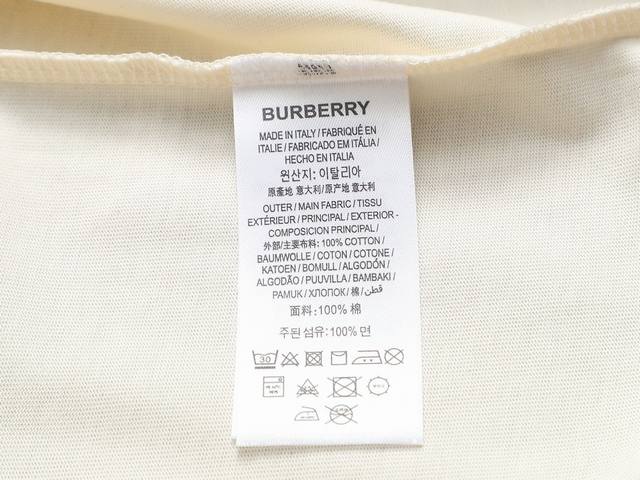 BURBERRY
MADE IN ITALY / FABRIQUÉ EN
ITALIE / FABRICADO EM ITÁLIA /
HECHO EN ITALIA
원산지: 이탈리아
原產地 意大利/原产地 意大利
OUTER / MAIN FABRIC / TISSU
EXTÉRIEUR / PRINCIPAL / EXTERIOR -
COMPOSICION PRINCIPAL /
外部/主要布料: 100% COTTON /
BAUMWOLLE / COTON / COTONE /
KATOEN / BOMULL / ALGODÓN /
ALGODÃO / PUUVILLA / BAMBAKI /
PAMUK / ХЛОПОК / 棉 / قطن
面料: 100% 棉
주된 섬유: 100% 면
30